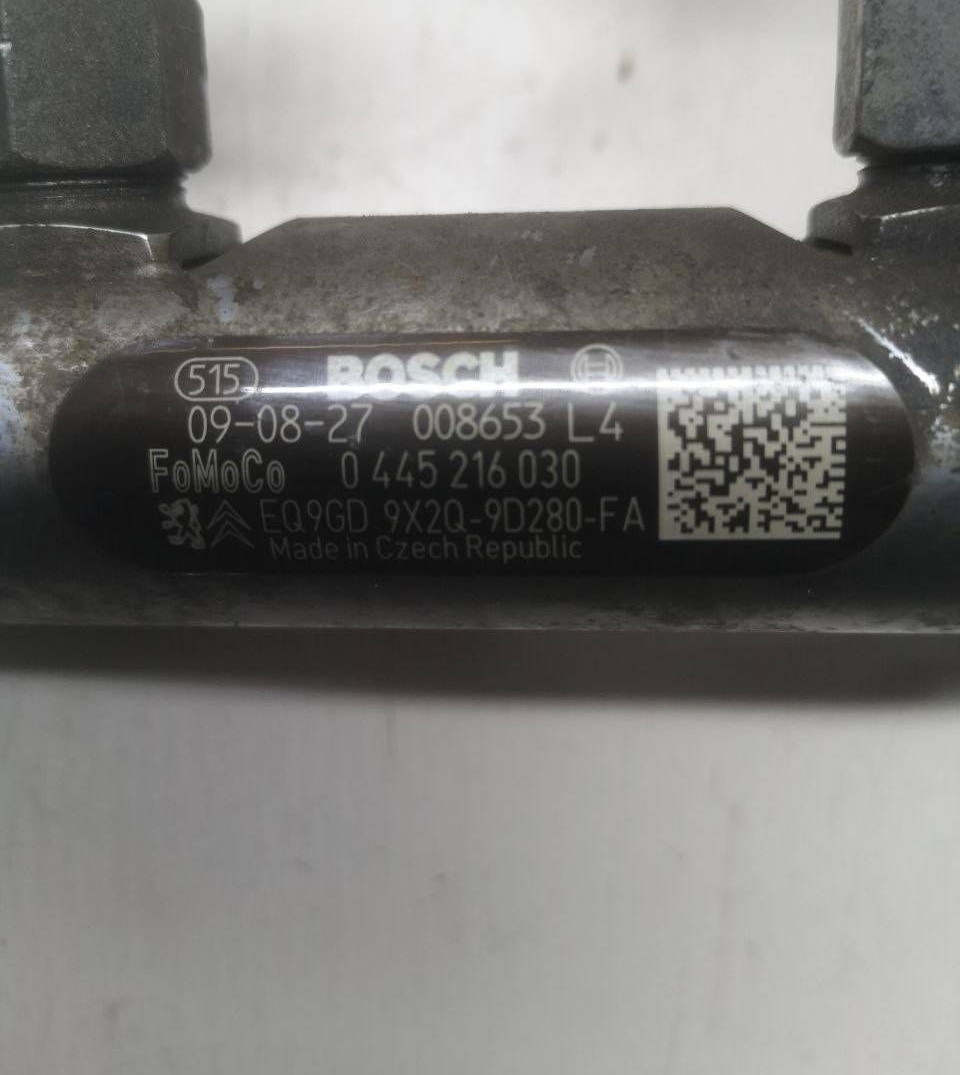 515 BOSCH
09-08-27 008653 L4
FoMoCo 0 445 216 030
EQ9GD 9X2Q-9D280-FA
Made in Czech Republic